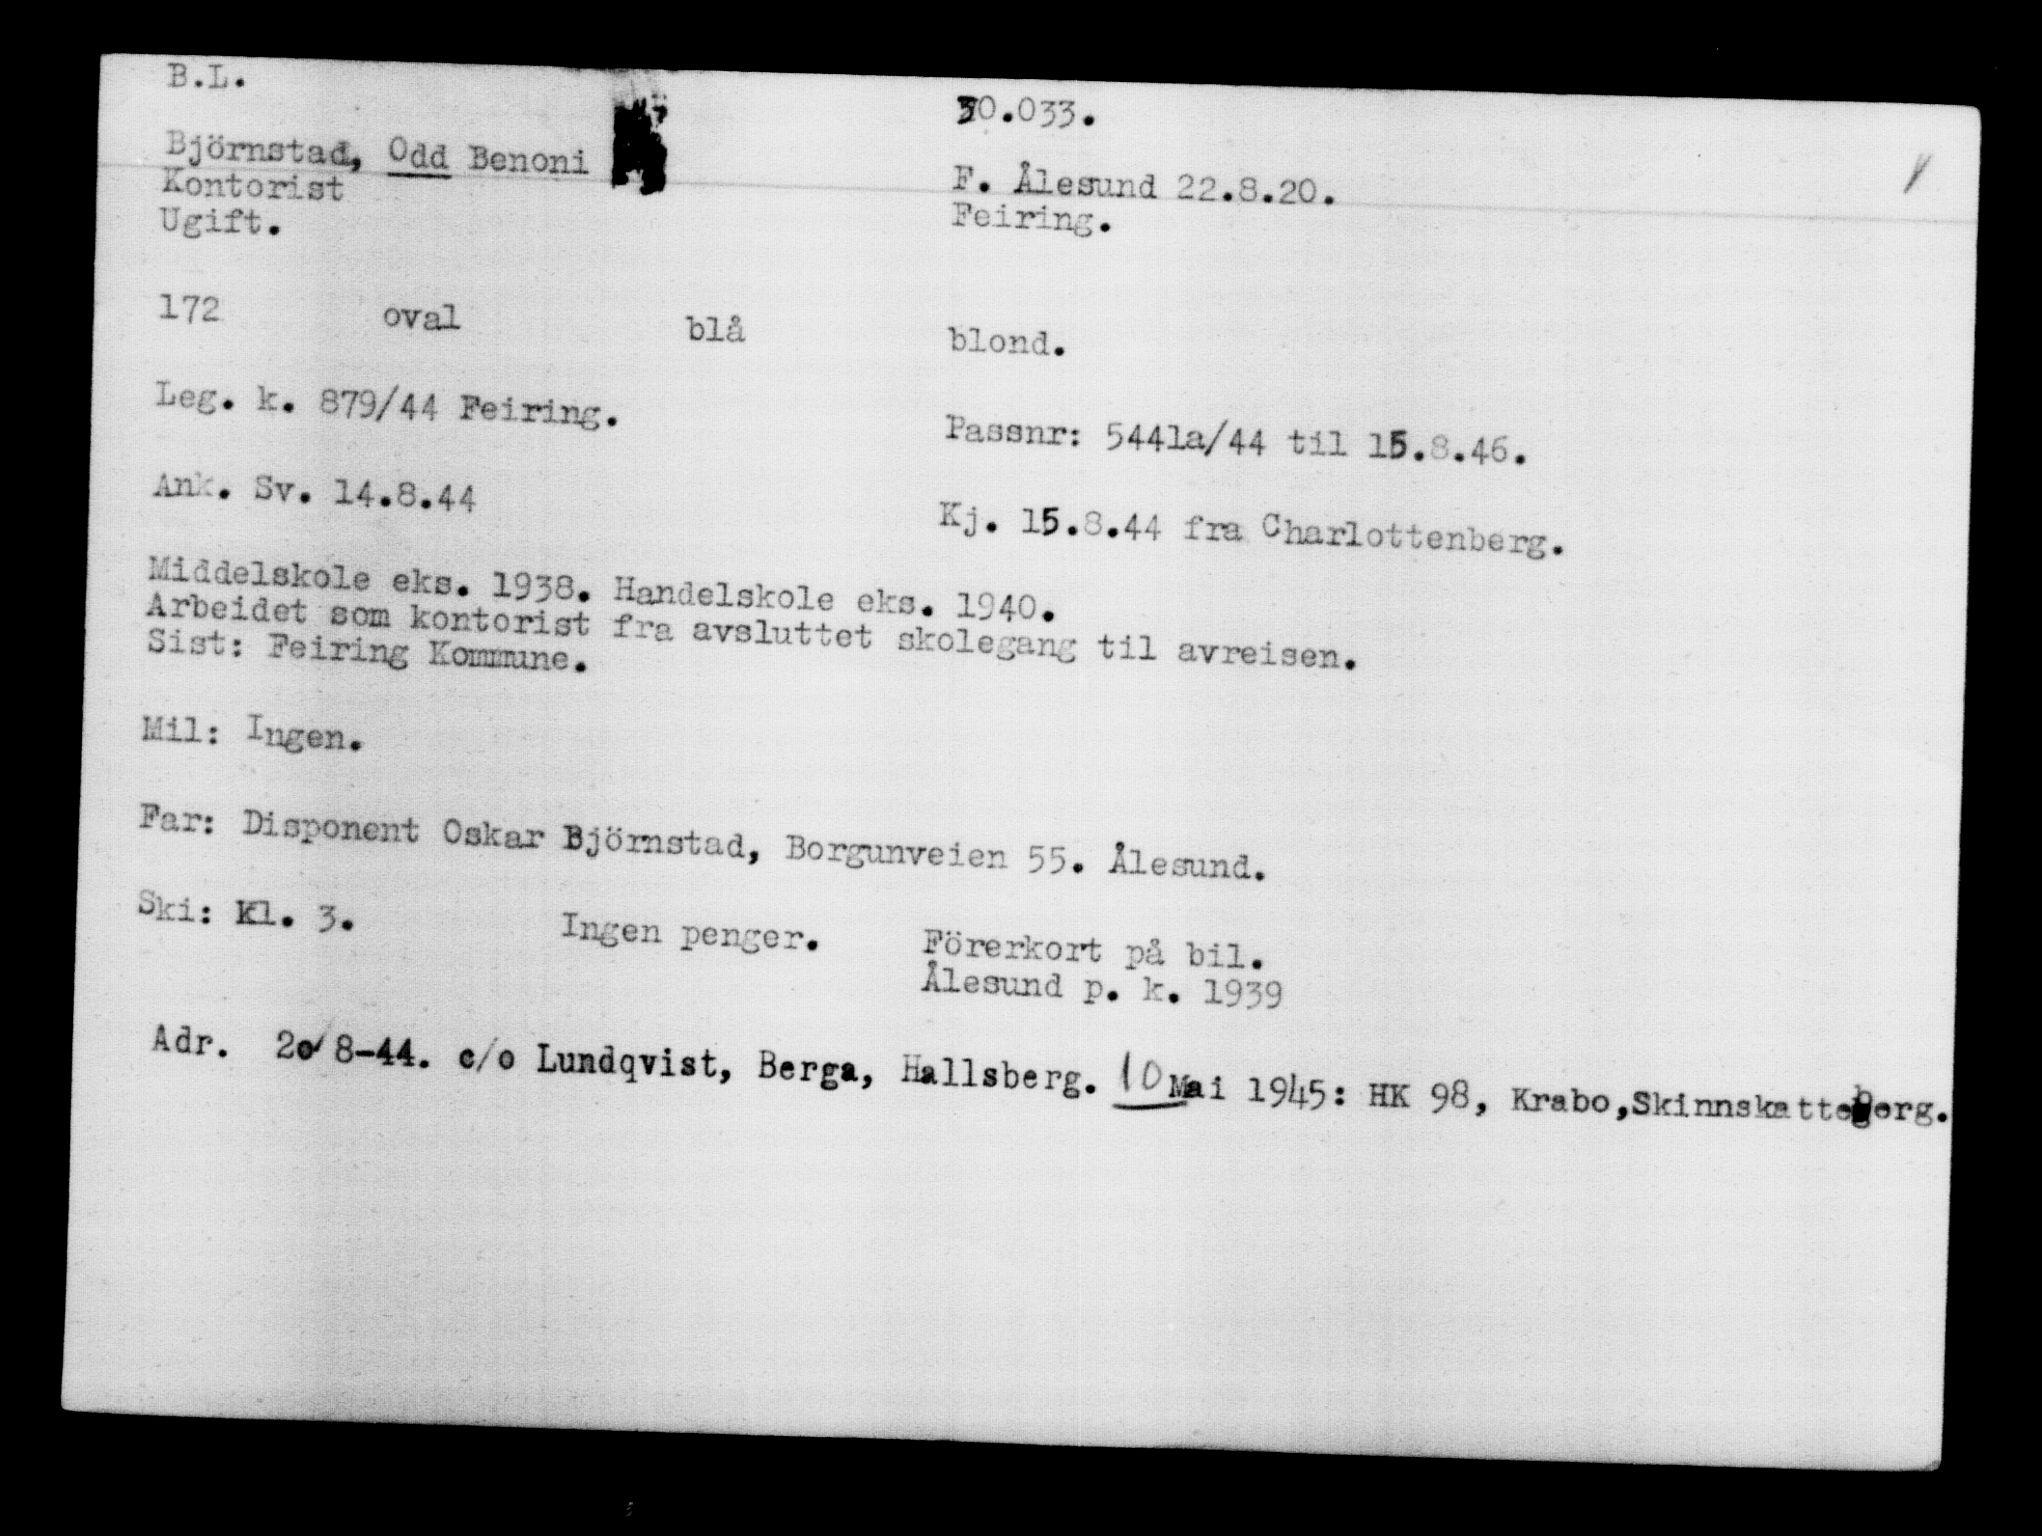 B.L.
30.033.
Björnstad, Odd Benoni
F. Ålesund 22.8.20.
Kontorist
Feiring.
Ugift.
172 oval blå blond.
Leg. k. 879/44 Feiring.
Passnr: 5441a/44 til 15.8.46.
Ank. Sv. 14.8.44
Kj. 15.8.44 fra Charlottenberg.
Middelskole eks. 1938. Handelskole eks. 1940.
Arbeidet som kontorist fra avsluttet skolegang til avreisen.
Sist: Feiring Kommune.
Mil: Ingen.
Far: Disponent Oskar Björnstad, Borgunveien 55. Ålesund.
Ski: Kl. 3. Ingen penger. Förerkort på bil.
Ålesund p. k. 1939
Adr. 20/8-44. c/o Lundqvist, Berga, Hallsberg. 10 Mai 1945: HK 98, Krabo,Skinnskatteberg.